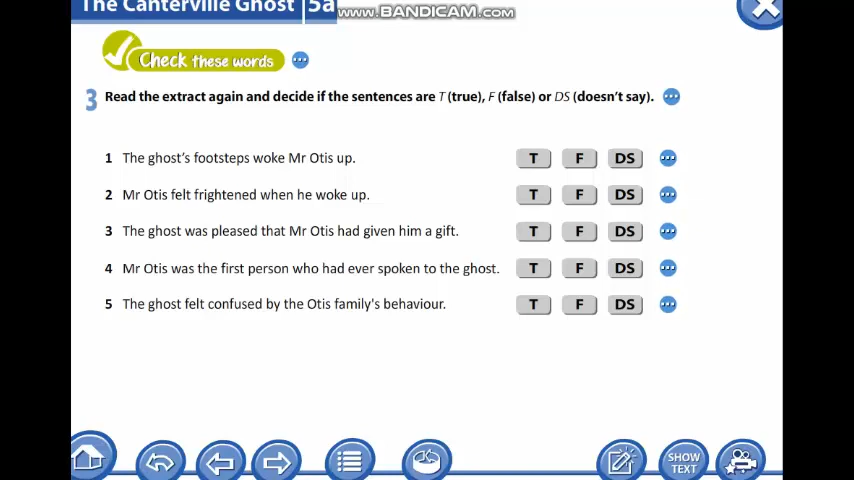 The Canterville Ghost 5a
www.BANDICAM.com
Check these words
3 Read the extract again and decide if the sentences are T (true), F (false) or DS (doesn't say).
1 The ghost's footsteps woke Mr Otis up. T F DS
2 Mr Otis felt frightened when he woke up. T F DS
3 The ghost was pleased that Mr Otis had given him a gift. T F DS
4 Mr Otis was the first person who had ever spoken to the ghost. T F DS
5 The ghost felt confused by the Otis family's behaviour. T F DS
SHOW
TEXT